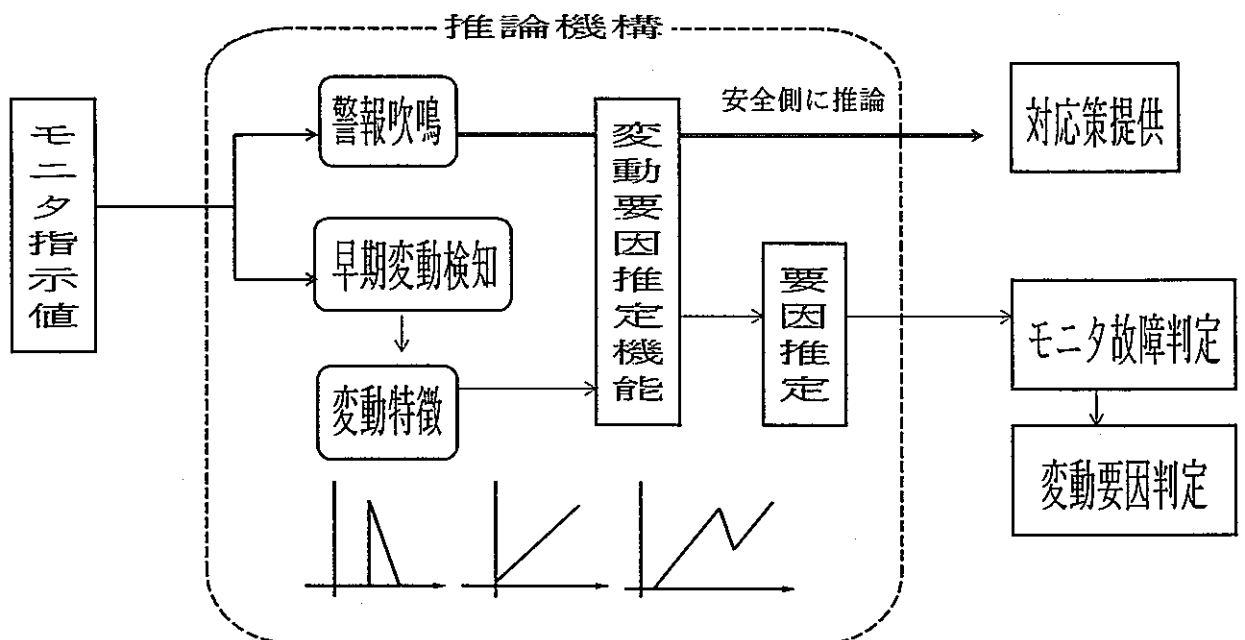 推論機構
モニタ指示値
警報吹鳴
早期変動検知
変動特徴
変動要因推定機能
安全側に推論
要因推定
対応策提供
モニタ故障判定
変動要因判定